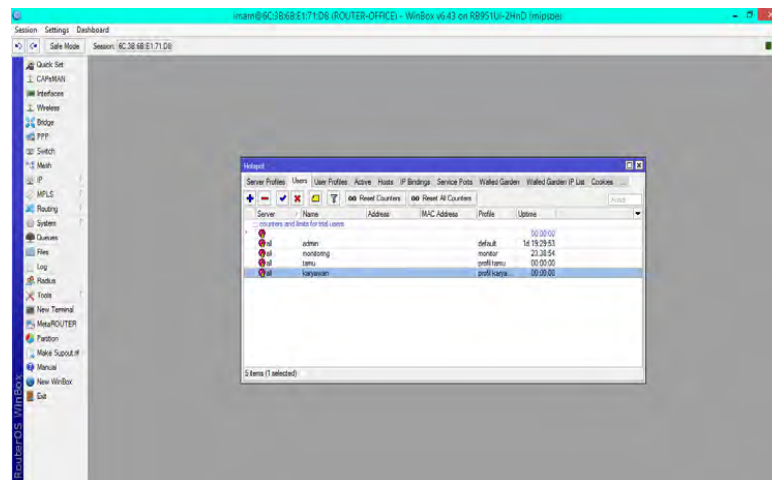 imam@6C:3B:6B:E1:71:D8 (ROUTER-OFFICE) - WinBox v6.43 on RB951Ui-2HnD (mipsbe)
Session Settings Dashboard
Safe Mode Session: 6C:3B:6B:E1:71:D8
Quick Set
CAPsMAN
Interfaces
Wireless
Bridge
PPP
Switch
Mesh
IP
MPLS
Routing
System
Queues
Files
Log
Radius
Tools
New Terminal
MetaROUTER
Partition
Make Supout.rif
Manual
New WinBox
Exit
RouterOS WinBox
Hotspot
Server Profiles Users User Profiles Active Hosts IP Bindings Service Ports Walled Garden Walled Garden IP List Cookies ...
00 Reset Counters 00 Reset All Counters Find
Server Name Address MAC Address Profile Uptime
::: counters and limits for trial users
00:00:00
all admin default 1d 19:29:53
all monitoring monitor 23:38:54
all tamu profil tamu 00:00:00
all karyawan profil karya... 00:00:00
5 items (1 selected)